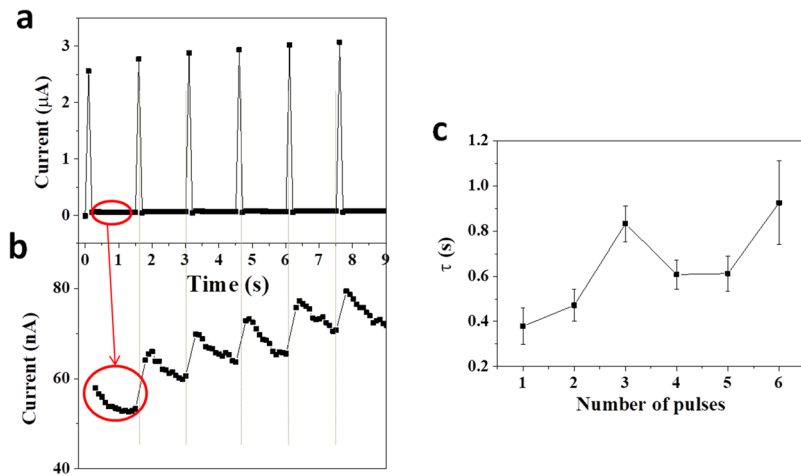 a
Current (μA)
3
2
1
0
0 1 2 3 4 5 6 7 8 9
Time (s)
b
Current (nA)
80
60
40
c
τ (s)
1.2
1.0
0.8
0.6
0.4
0.2
1 2 3 4 5 6
Number of pulses